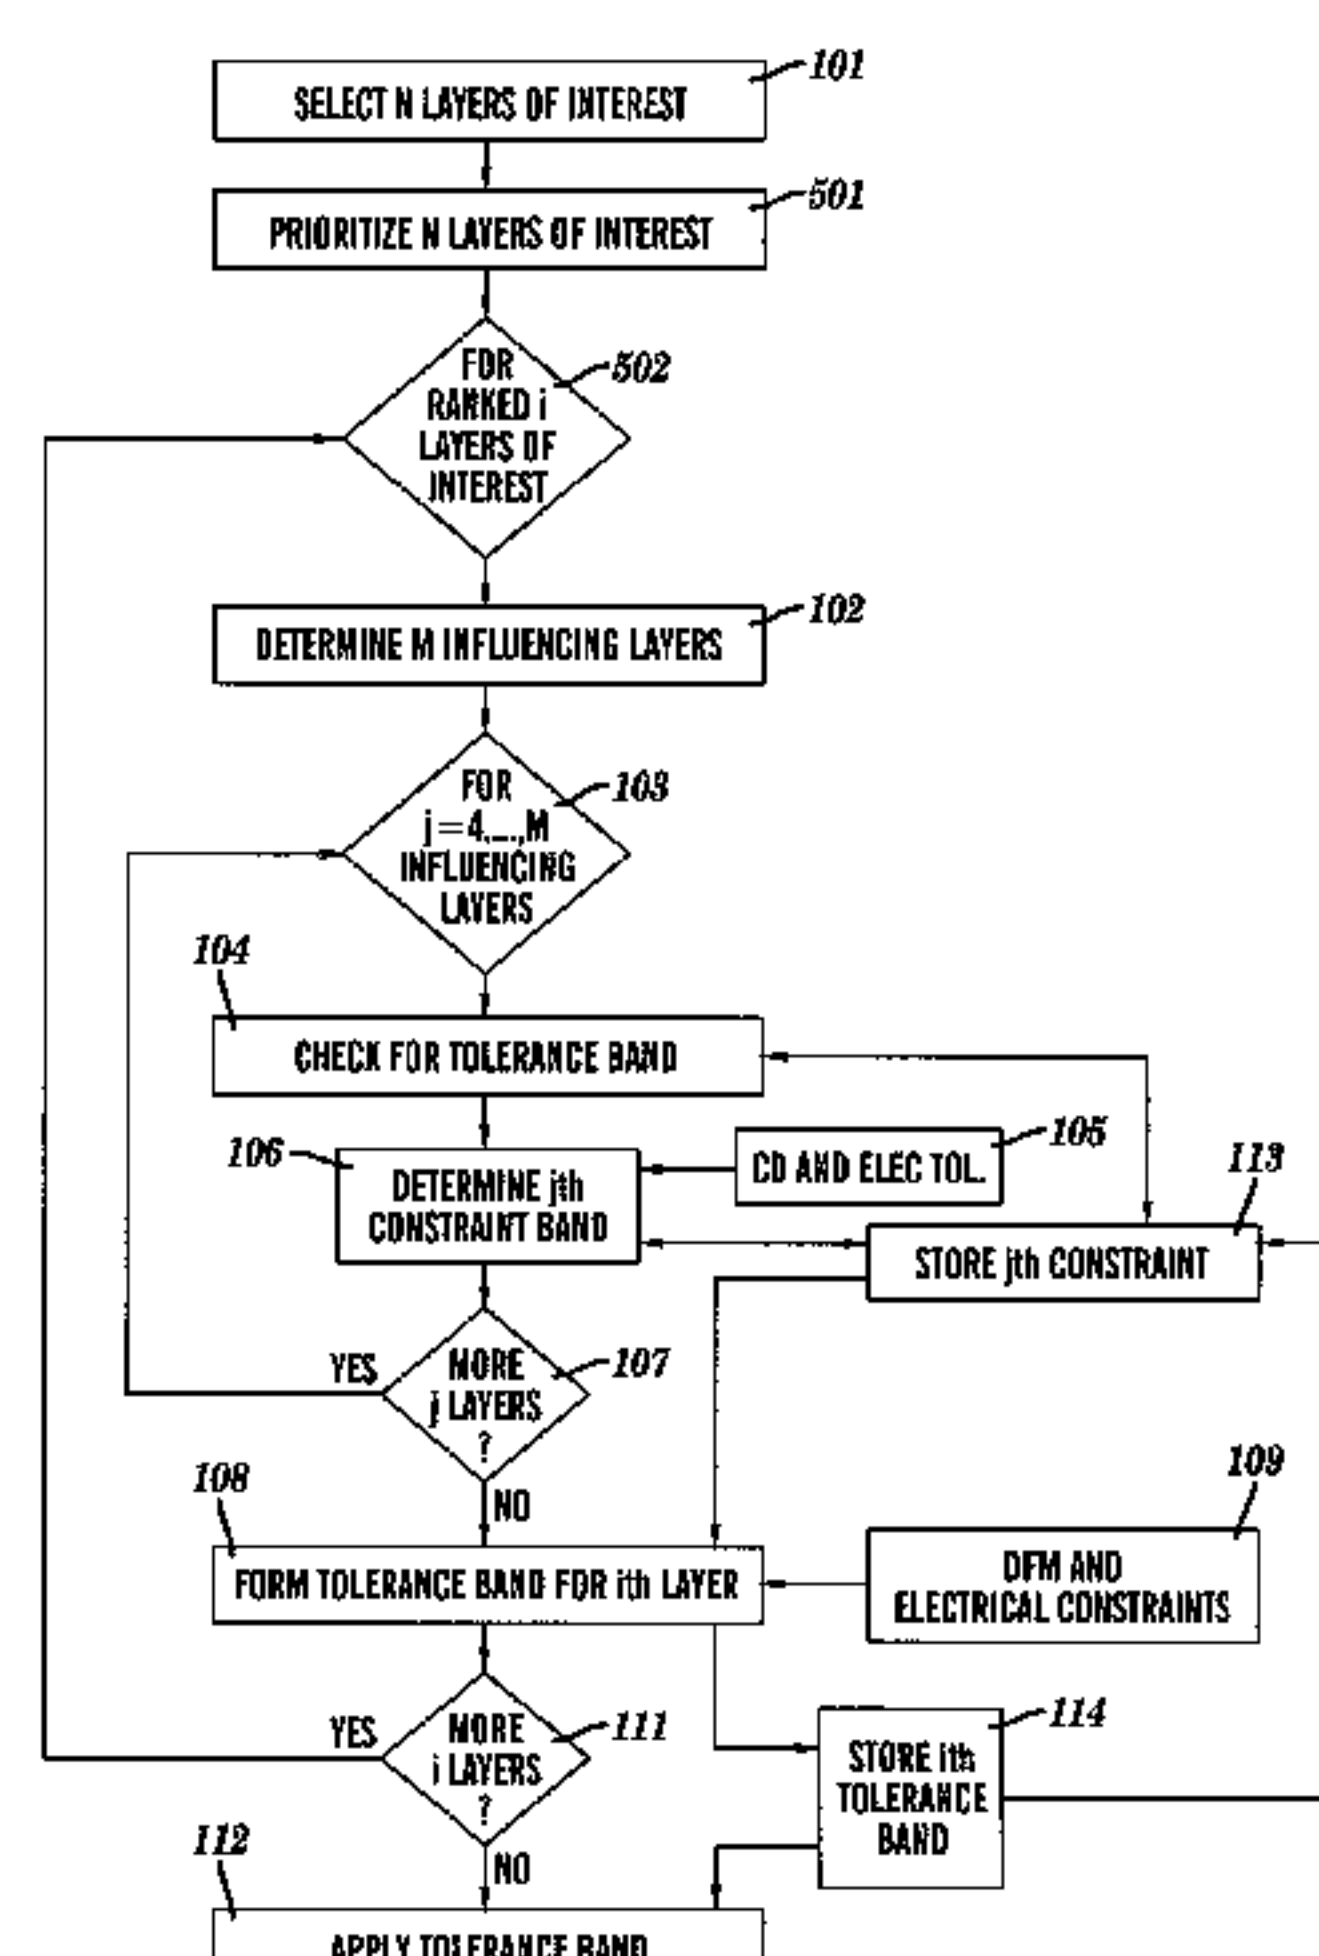 101
SELECT N LAYERS OF INTEREST
501
PRIORITIZE N LAYERS OF INTEREST
502
FOR
RANKED i
LAYERS OF
INTEREST
102
DETERMINE M INFLUENCING LAYERS
103
FOR
j=4,...,M
INFLUENCING
LAYERS
104
CHECK FOR TOLERANCE BAND
105
CD AND ELEC TOL.
106
DETERMINE jth
CONSTRAINT BAND
113
STORE jth CONSTRAINT
107
MORE
j LAYERS
?
YES
NO
108
FORM TOLERANCE BAND FOR ith LAYER
109
DFM AND
ELECTRICAL CONSTRAINTS
111
MORE
i LAYERS
?
YES
NO
114
STORE ith
TOLERANCE
BAND
112
APPLY TOLERANCE BAND